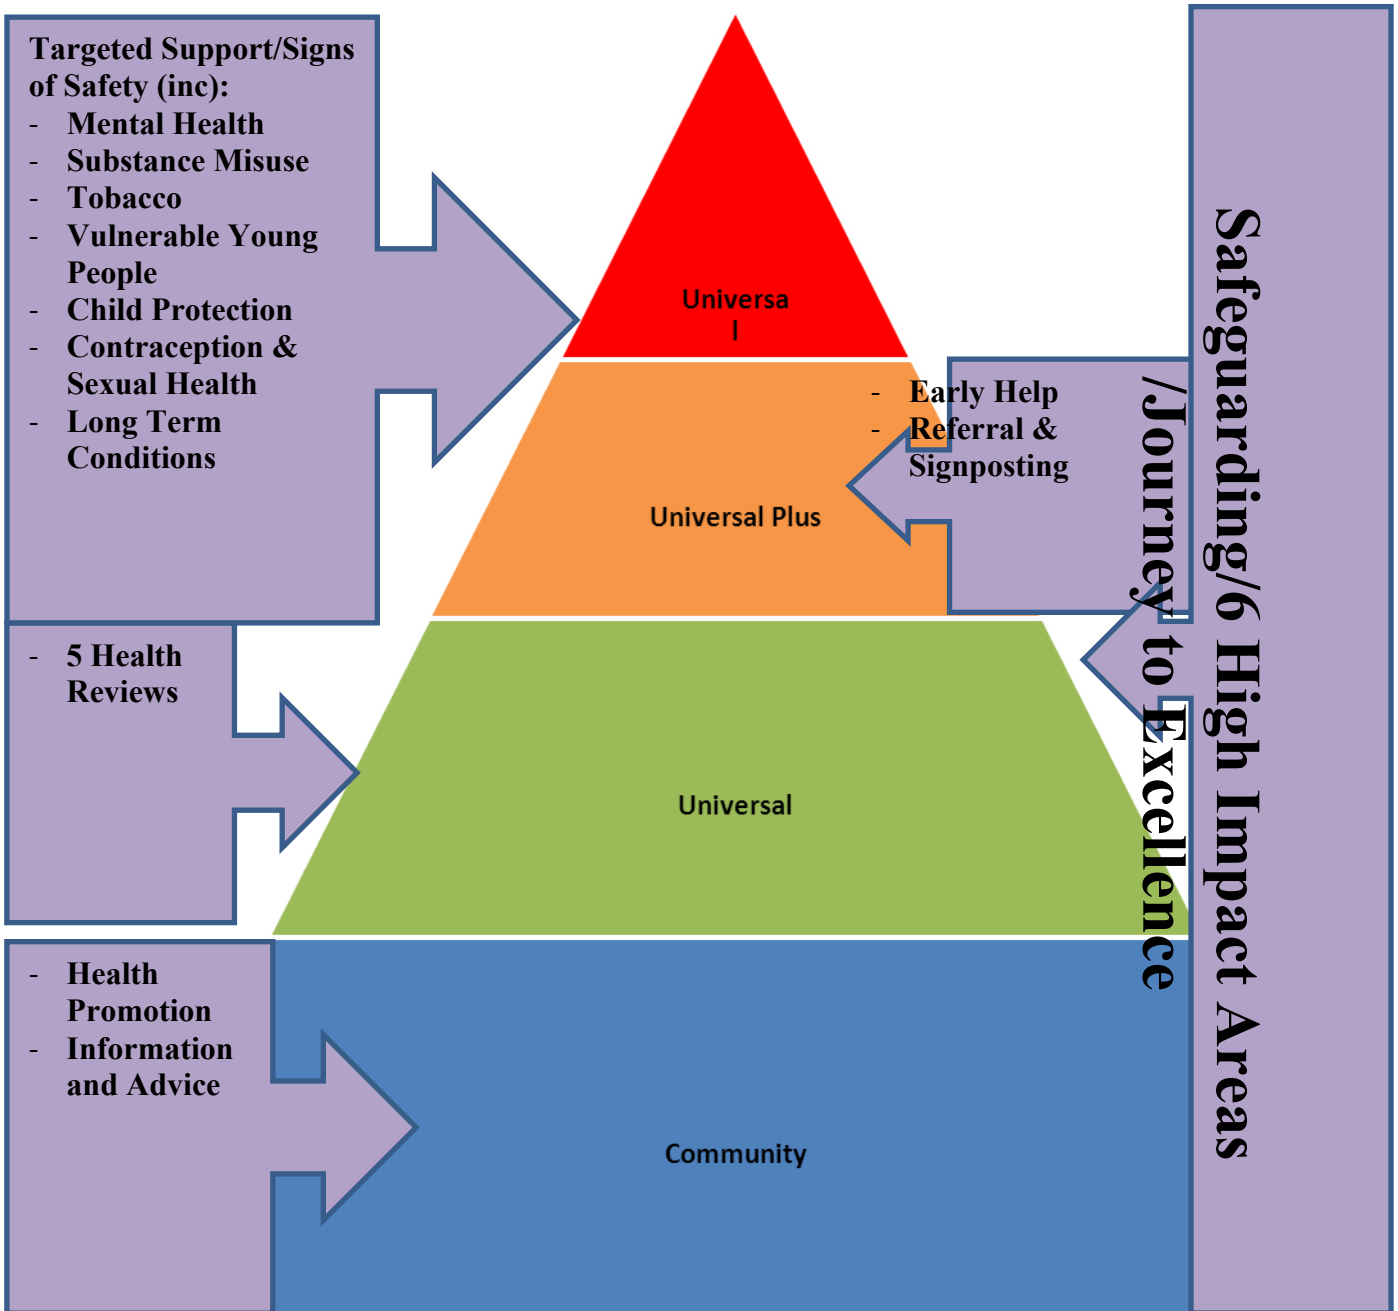 Targeted Support/Signs
of Safety (inc):
- Mental Health
- Substance Misuse
- Tobacco
- Vulnerable Young
People
- Child Protection
- Contraception &
Sexual Health
- Long Term
Conditions
Universa
l
- Early Help
- Referral &
Signposting
Universal Plus
- 5 Health
Reviews
Universal
- Health
Promotion
- Information
and Advice
Community
Safeguarding/6 High Impact Areas
/Journey to Excellence